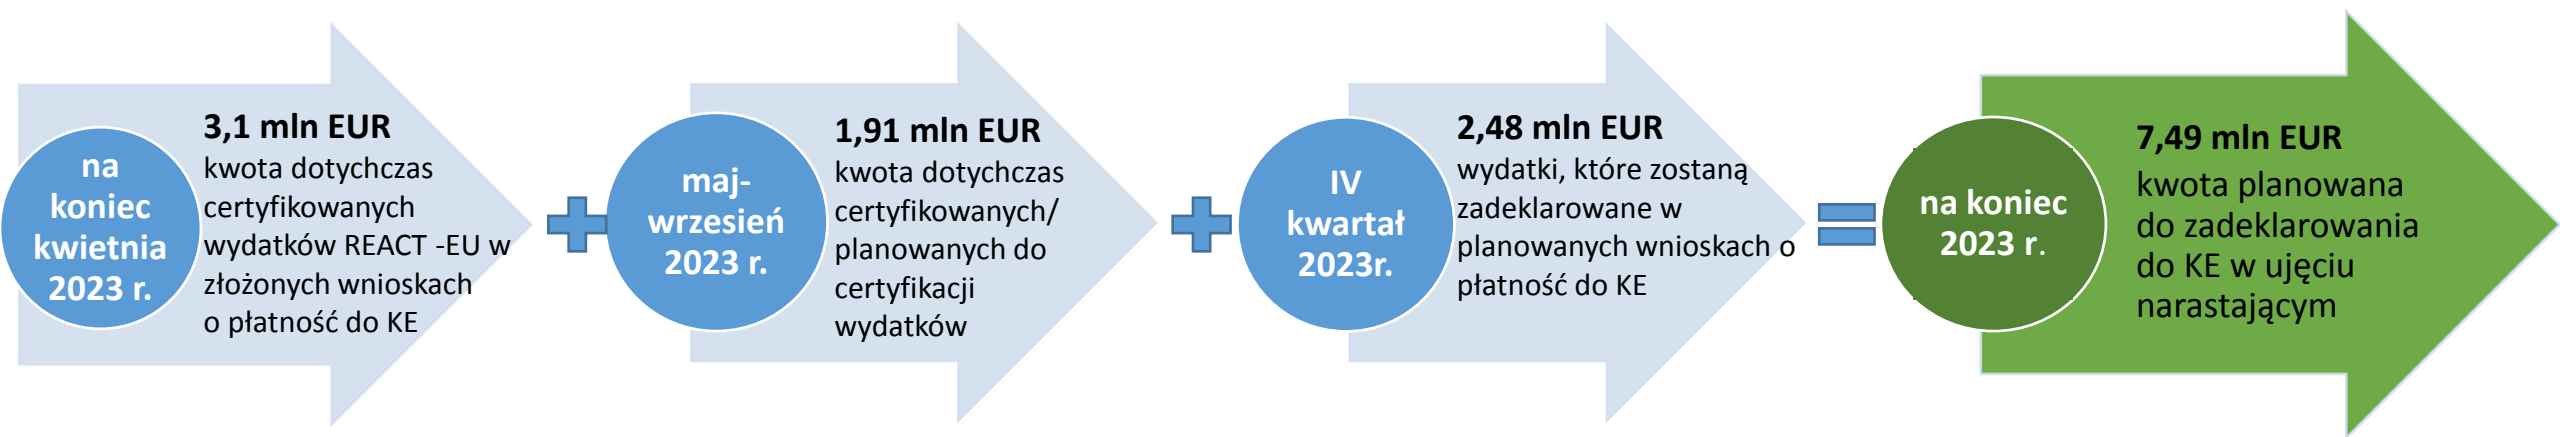 na
koniec
kwietnia
2023 r.
3,1 mln EUR
kwota dotychczas
certyfikowanych
wydatków REACT -EU w
złożonych wnioskach
o płatność do KE
maj-
wrzesień
2023 r.
1,91 mln EUR
kwota dotychczas
certyfikowanych/
planowanych do
certyfikacji
wydatków
IV
kwartał
2023r.
2,48 mln EUR
wydatki, które zostaną
zadeklarowane w
planowanych wnioskach o
płatność do KE
na koniec
2023 r.
7,49 mln EUR
kwota planowana
do zadeklarowania
do KE w ujęciu
narastającym